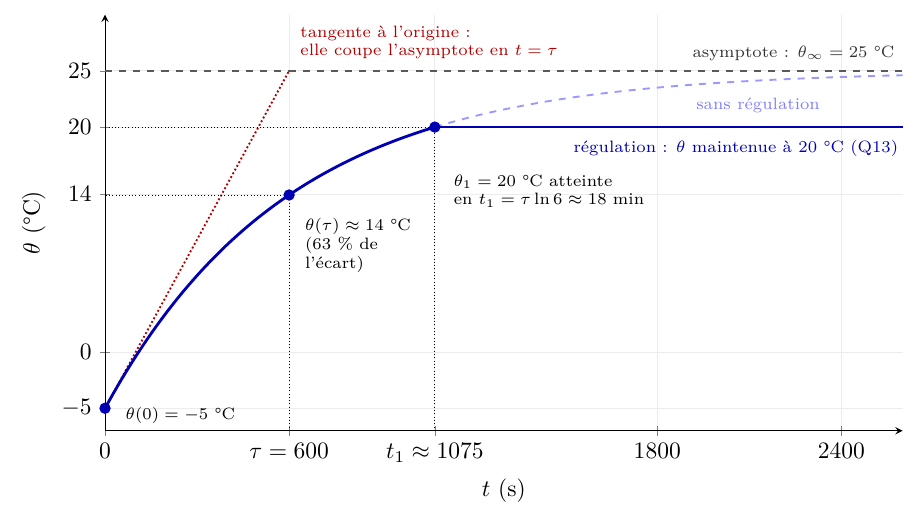 tangente à l'origine :
elle coupe l'asymptote en t = τ
asymptote : θ∞ = 25 °C
25
sans régulation
20
régulation : θ maintenue à 20 °C (Q13)
θ₁ = 20 °C atteinte
en t₁ = τ ln 6 ≈ 18 min
14
θ(τ) ≈ 14 °C
(63 % de
l'écart)
θ (°C)
0
−5
θ(0) = −5 °C
0
τ = 600
t₁ ≈ 1075
1800
2400
t (s)